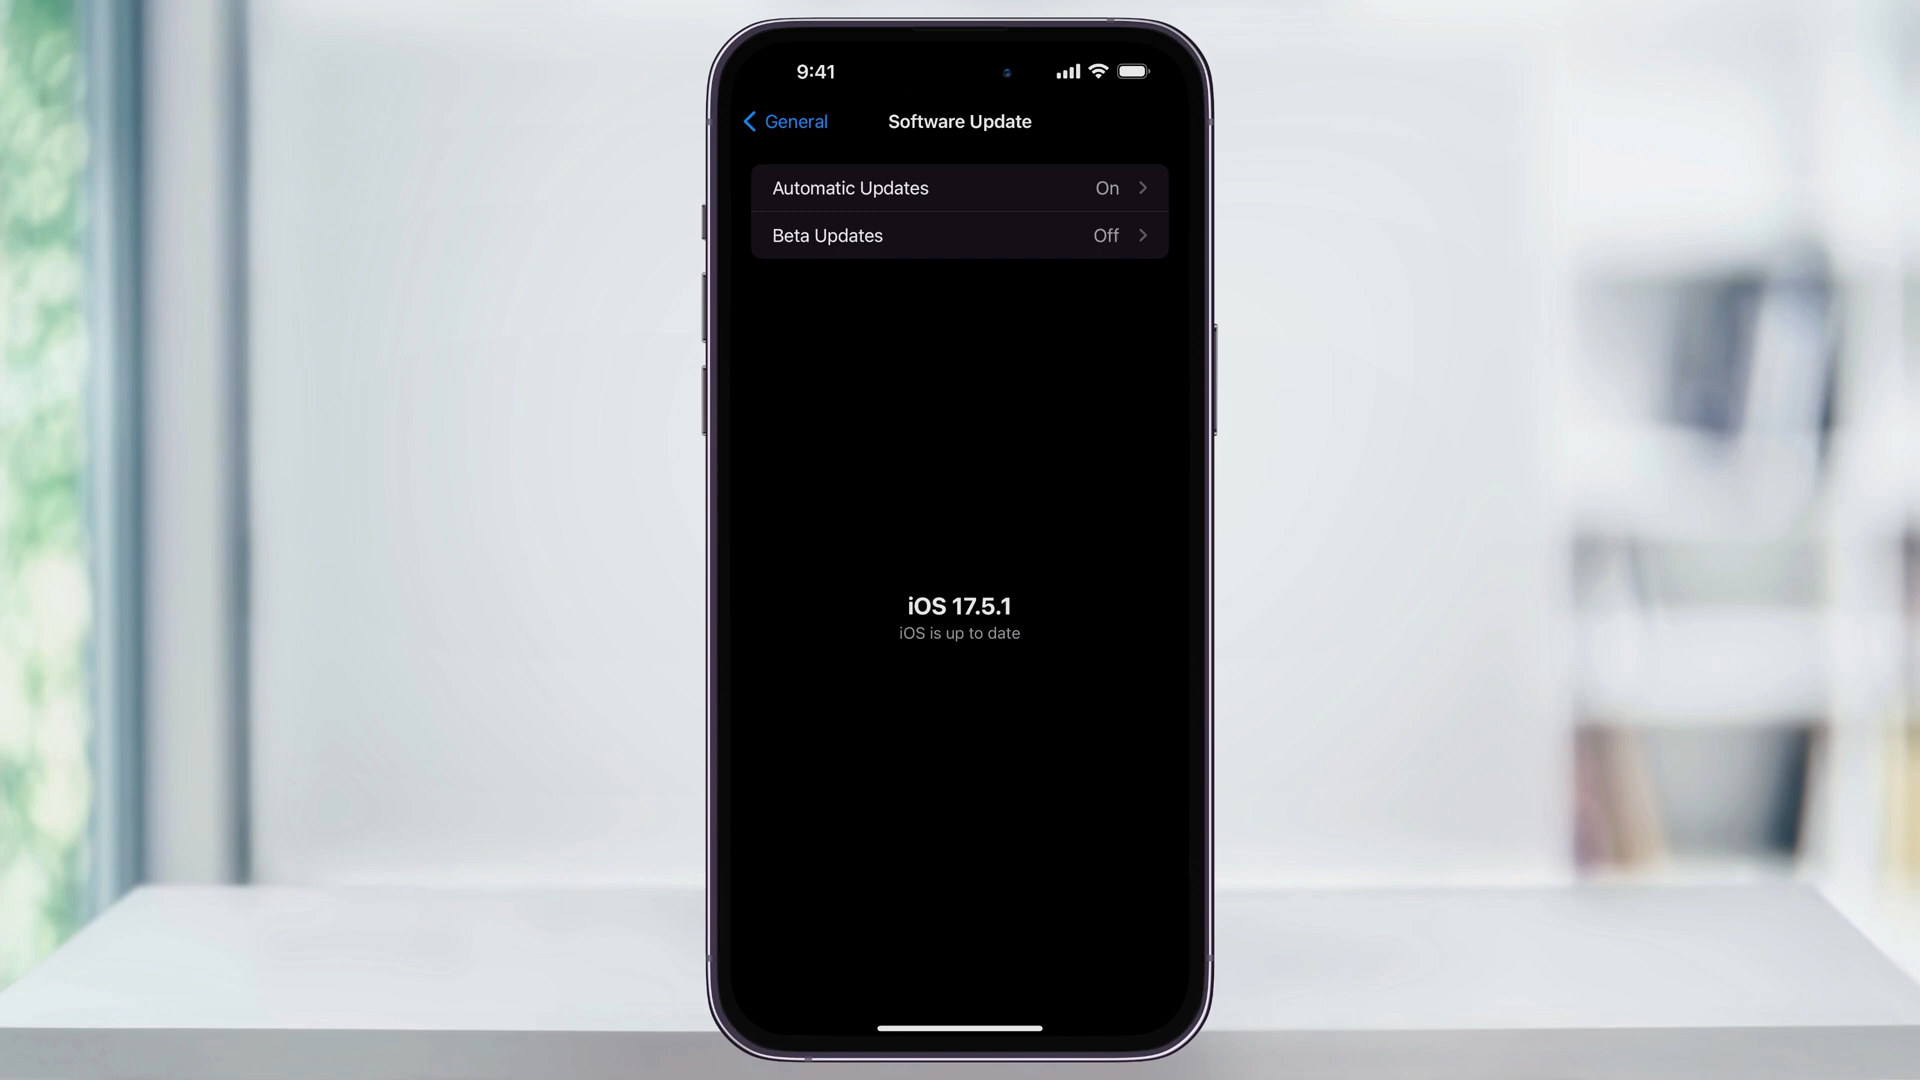 9:41
General
Software Update
Automatic Updates On
Beta Updates Off
iOS 17.5.1
iOS is up to date